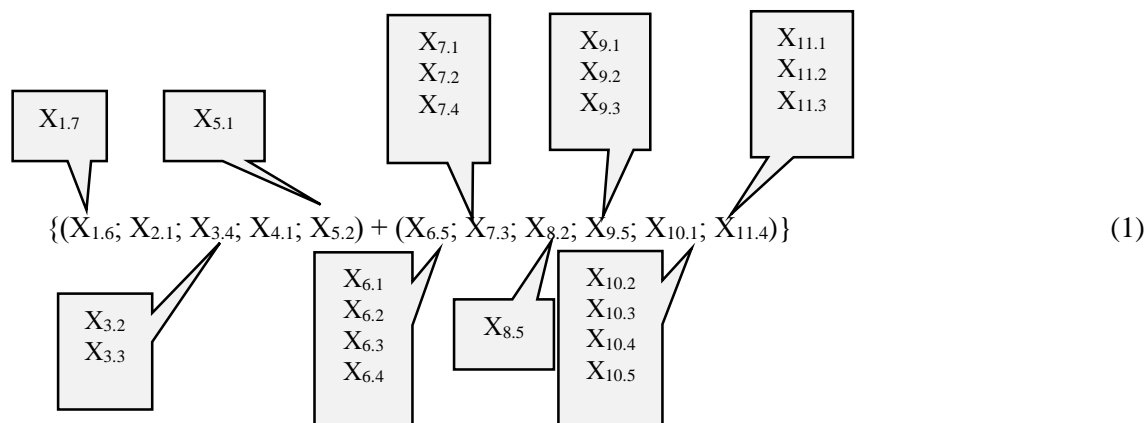 X7.1
X7.2
X7.4
X9.1
X9.2
X9.3
X11.1
X11.2
X11.3
X1.7
X5.1
{(X1.6; X2.1; X3.4; X4.1; X5.2) + (X6.5; X7.3; X8.2; X9.5; X10.1; X11.4)} (1)
X3.2
X3.3
X6.1
X6.2
X6.3
X6.4
X8.5
X10.2
X10.3
X10.4
X10.5